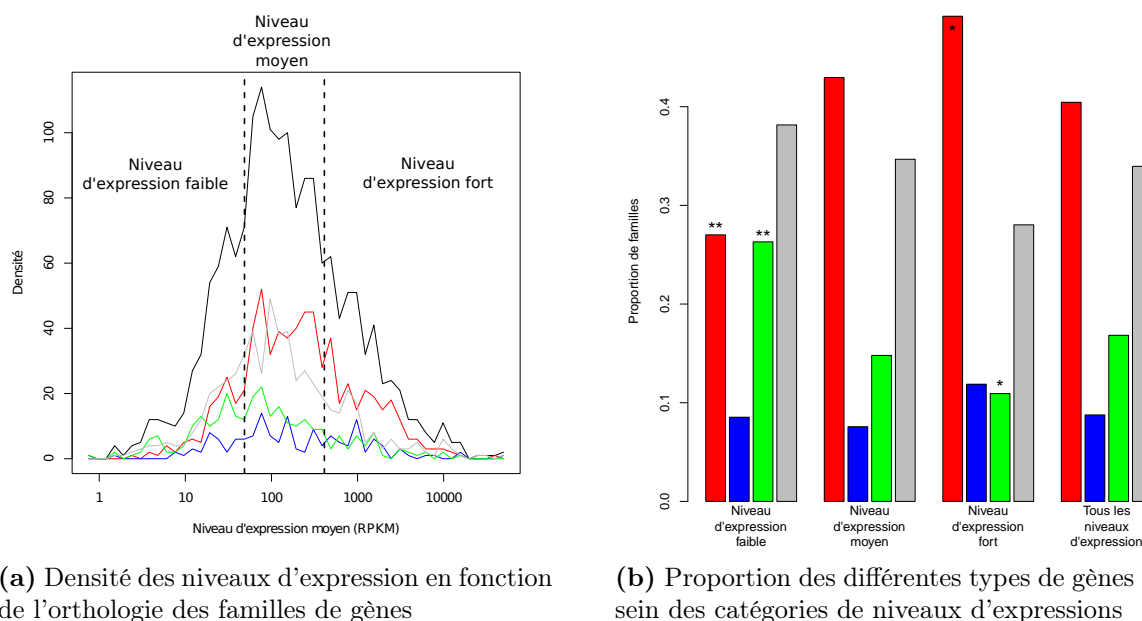 Niveau
d'expression
moyen
Niveau
d'expression faible
Niveau
d'expression fort
Densité
0
20
40
60
80
100
1
10
100
1000
10000
Niveau d'expression moyen (RPKM)
(a) Densité des niveaux d'expression en fonction
de l'orthologie des familles de gènes
Proportion de familles
0.0
0.1
0.2
0.3
0.4
**
**
*
*
Niveau
d'expression
faible
Niveau
d'expression
moyen
Niveau
d'expression
fort
Tous les
niveaux
d'expression
(b) Proportion des différentes types de gènes
sein des catégories de niveaux d'expressions